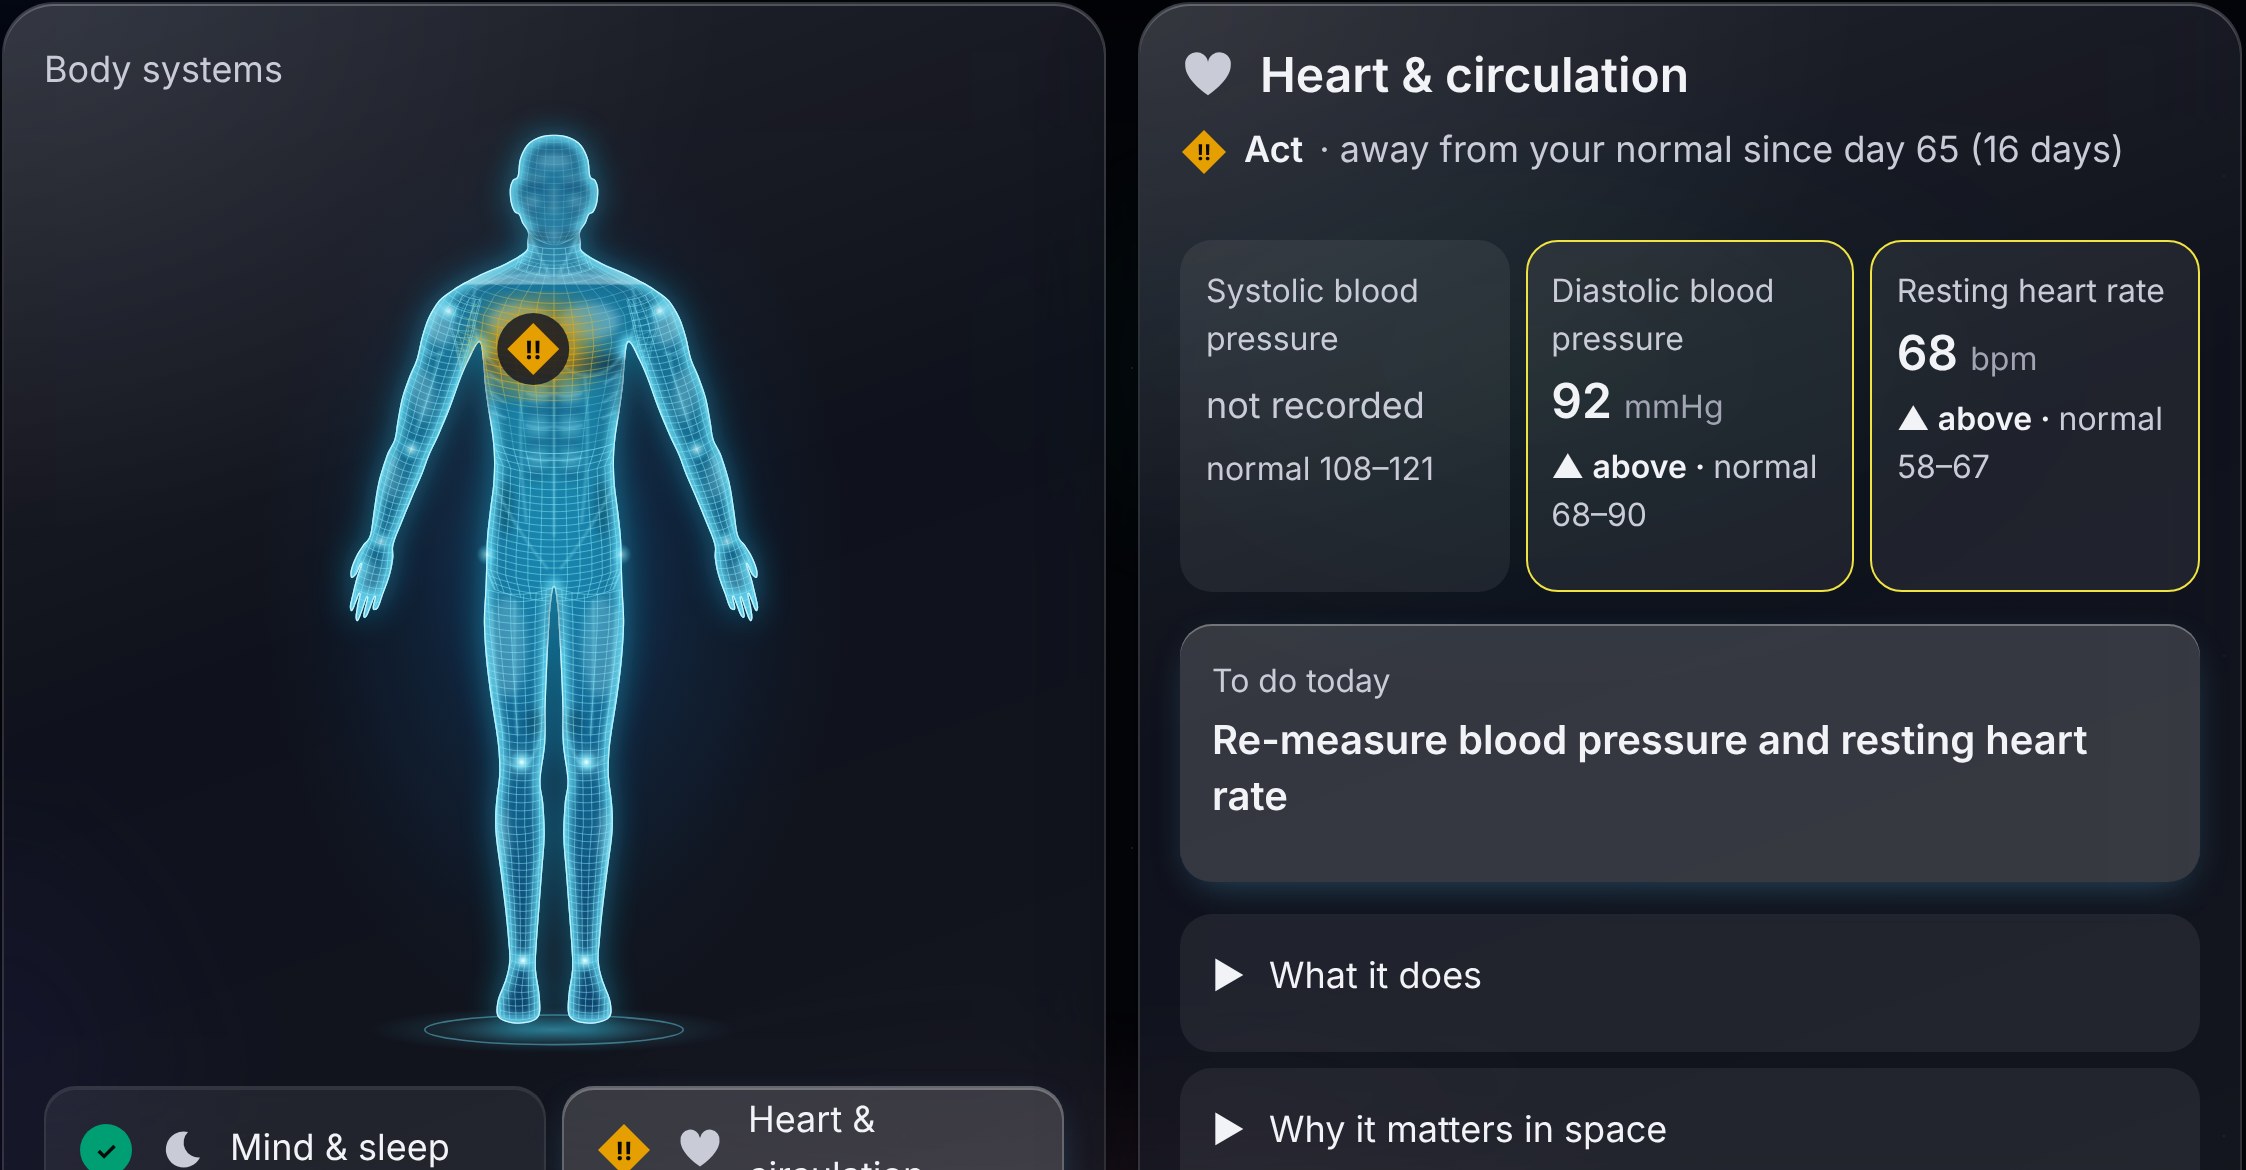 Body systems
Mind & sleep
Heart &
circulation
Heart & circulation
!! Act · away from your normal since day 65 (16 days)
Systolic blood
pressure
not recorded
normal 108–121
Diastolic blood
pressure
92 mmHg
▲ above · normal
68–90
Resting heart rate
68 bpm
▲ above · normal
58–67
To do today
Re-measure blood pressure and resting heart
rate
What it does
Why it matters in space